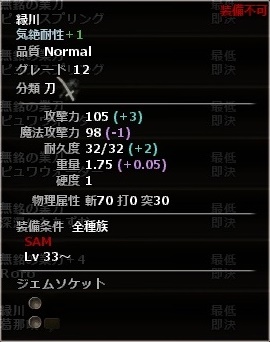 装備不可
緑川
気絶耐性+1
品質 Normal
グレード 12
分類 刀
攻撃力 105 (+3)
魔法攻撃力 98 (-1)
耐久度 32/32 (+2)
重量 1.75 (+0.05)
硬度 1
物理属性 斬70 打0 突30
装備条件 全種族
SAM
Lv 33～
ジェムソケット